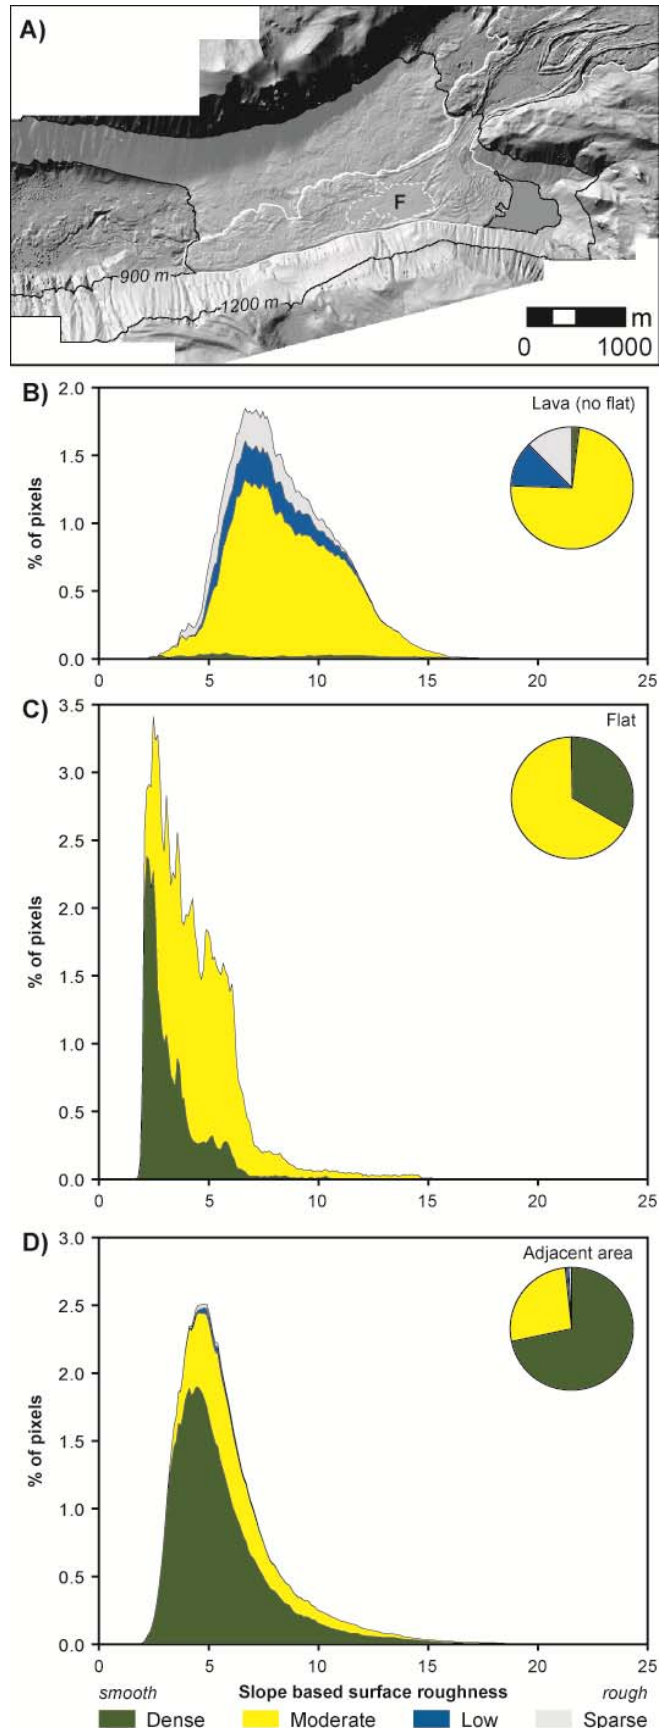 A)
F
900 m
1200 m
m
0 1000
B)
2.0
Lava (no flat)
1.5
1.0
0.5
0.0
% of pixels
0 5 10 15 20 25
C)
3.5
Flat
3.0
2.5
2.0
1.5
1.0
0.5
0.0
% of pixels
0 5 10 15 20 25
D)
3.0
Adjacent area
2.5
2.0
1.5
1.0
0.5
0.0
% of pixels
0 5 10 15 20 25
smooth Slope based surface roughness rough
Dense Moderate Low Sparse